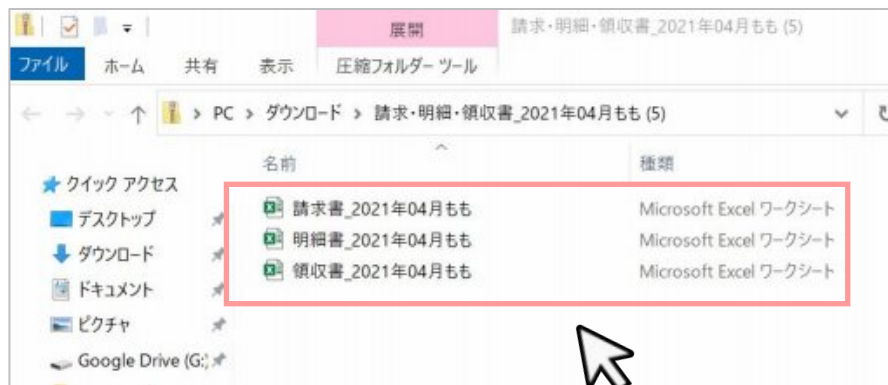 展開
請求・明細・領収書_2021年04月もも (5)
ファイル ホーム 共有 表示 圧縮フォルダー ツール
PC > ダウンロード > 請求・明細・領収書_2021年04月もも (5)
名前 種類
クイック アクセス
デスクトップ
ダウンロード
ドキュメント
ピクチャ
Google Drive (G:)
請求書_2021年04月もも Microsoft Excel ワークシート
明細書_2021年04月もも Microsoft Excel ワークシート
領収書_2021年04月もも Microsoft Excel ワークシート